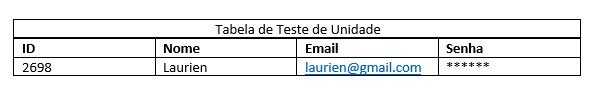 Tabela de Teste de Unidade
ID Nome Email Senha
2698 Laurien laurien@gmail.com ******